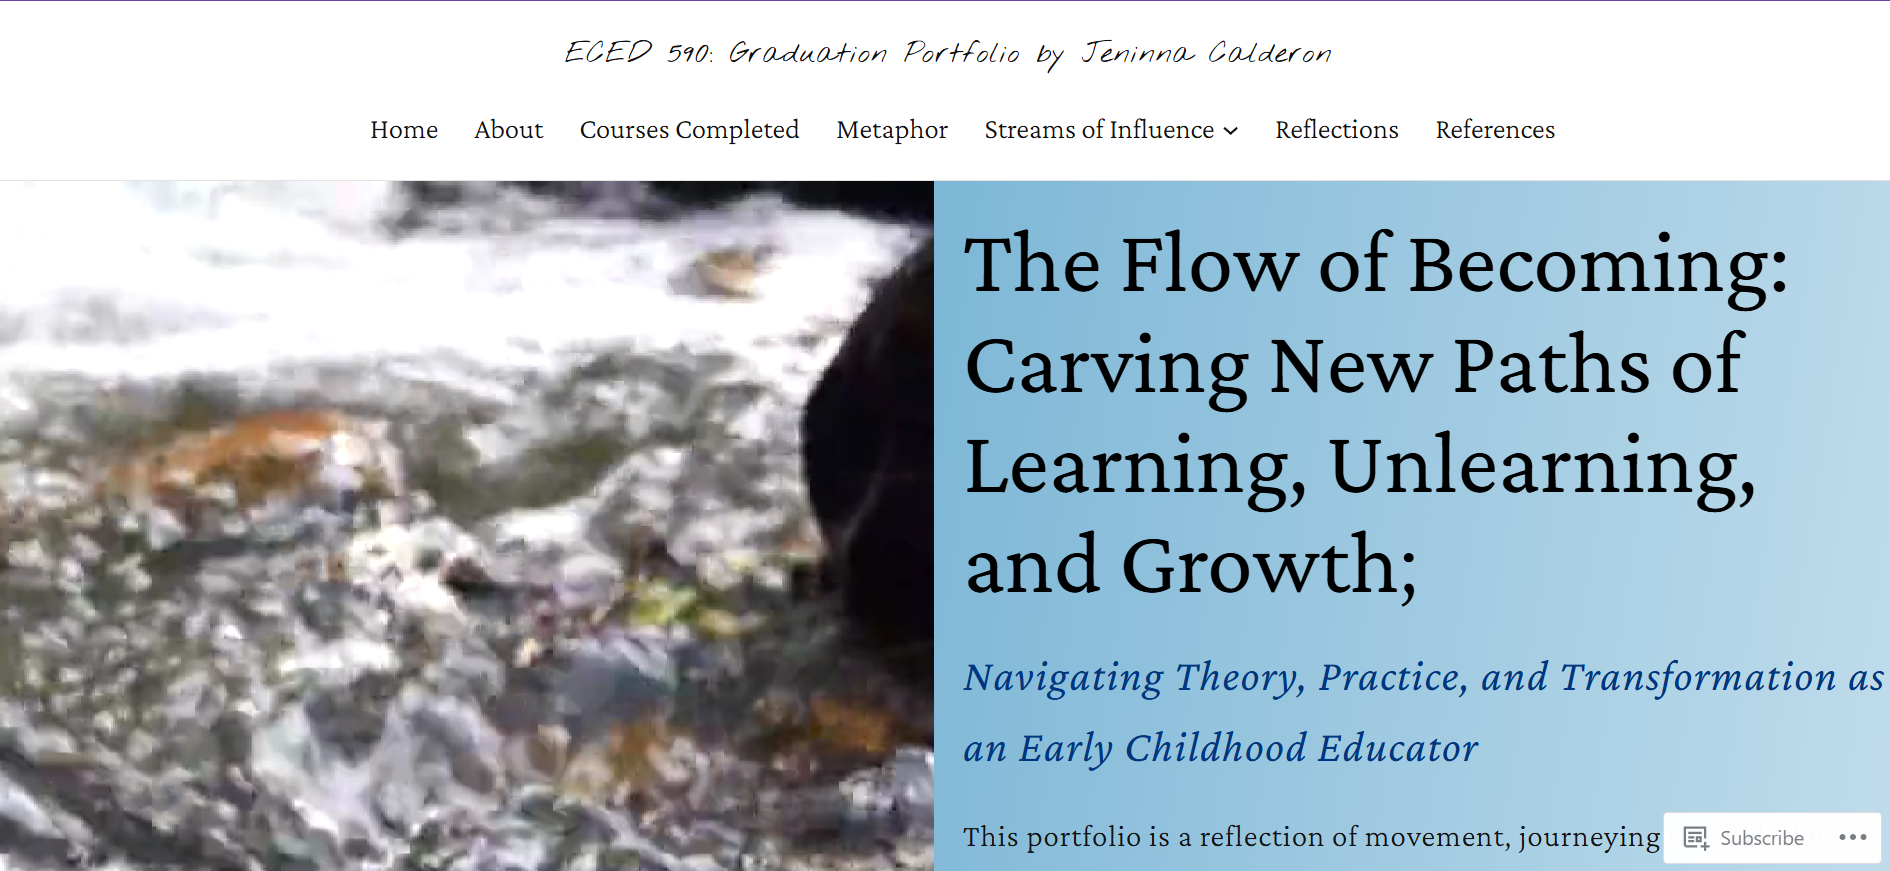 ECED 590: Graduation Portfolio by Jeninna Calderon
Home About Courses Completed Metaphor Streams of Influence Reflections References
The Flow of Becoming:
Carving New Paths of
Learning, Unlearning,
and Growth;
Navigating Theory, Practice, and Transformation as
an Early Childhood Educator
This portfolio is a reflection of movement, journeying
Subscribe